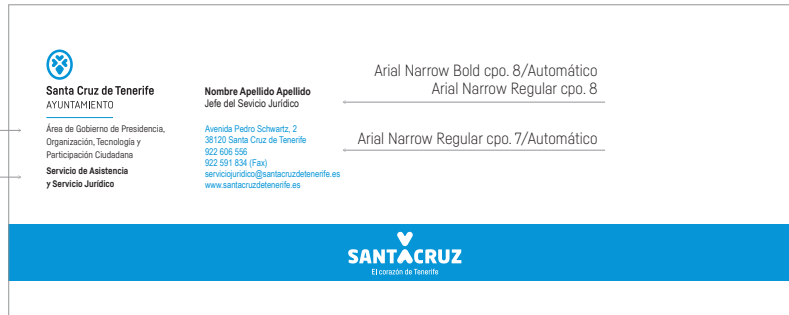 Santa Cruz de Tenerife
AYUNTAMIENTO
Área de Gobierno de Presidencia,
Organización, Tecnología y
Participación Ciudadana
Servicio de Asistencia
y Servicio Jurídico
Nombre Apellido Apellido
Jefe del Sevicio Jurídico
Avenida Pedro Schwartz, 2
38120 Santa Cruz de Tenerife
922 606 556
922 591 834 (Fax)
serviciojuridico@santacruzdetenerife.es
www.santacruzdetenerife.es
Arial Narrow Bold cpo. 8/Automático
Arial Narrow Regular cpo. 8
Arial Narrow Regular cpo. 7/Automático
SANTACRUZ
El corazón de Tenerife